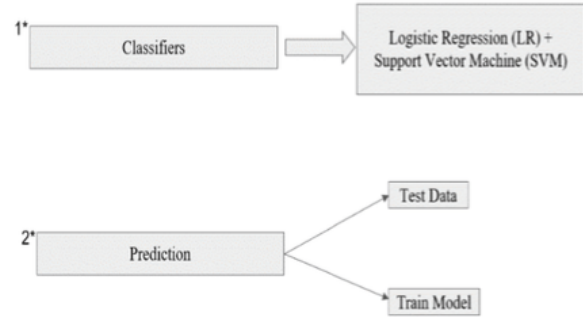 1*
Classifiers
Logistic Regression (LR) +
Support Vector Machine (SVM)
2*
Prediction
Test Data
Train Model